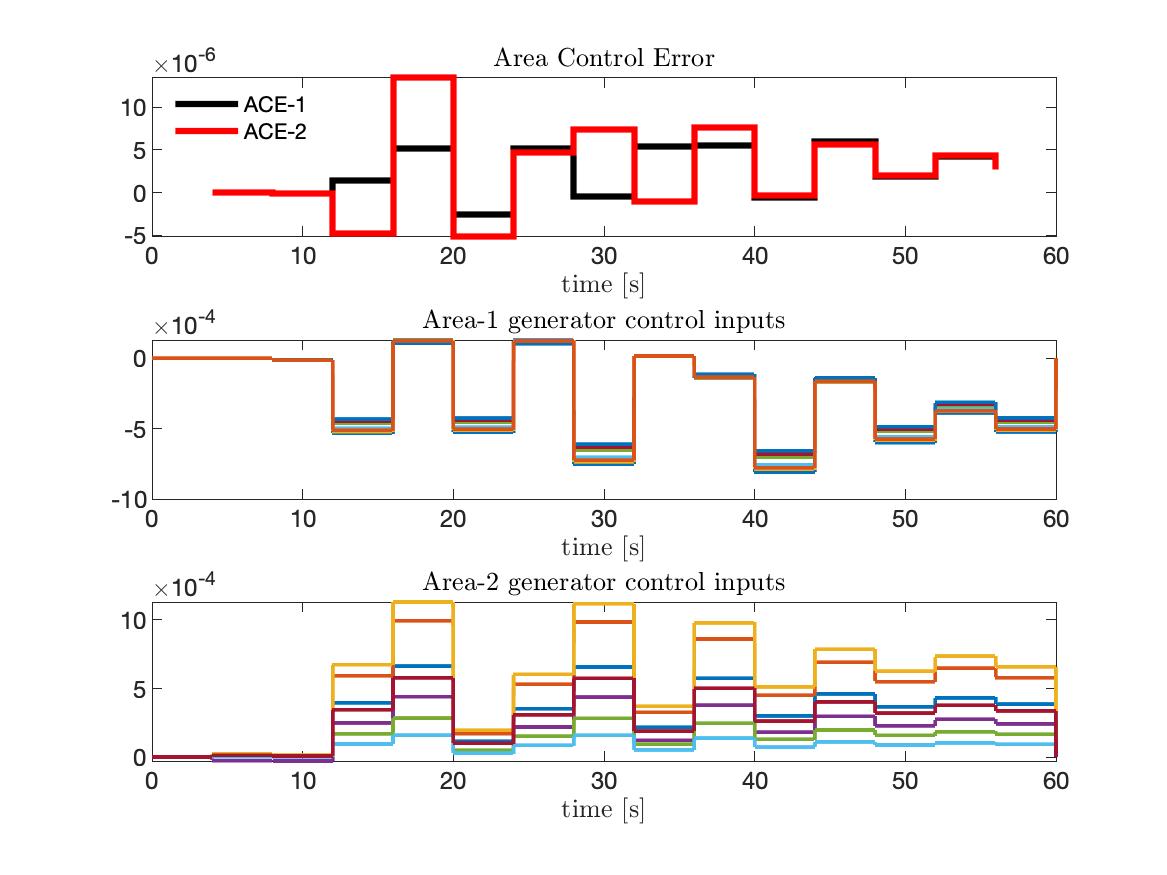 Area Control Error
×10-6
ACE-1
ACE-2
10
5
0
-5
0 10 20 30 40 50 60
time [s]
Area-1 generator control inputs
×10-4
0
-5
-10
0 10 20 30 40 50 60
time [s]
Area-2 generator control inputs
×10-4
10
5
0
0 10 20 30 40 50 60
time [s]